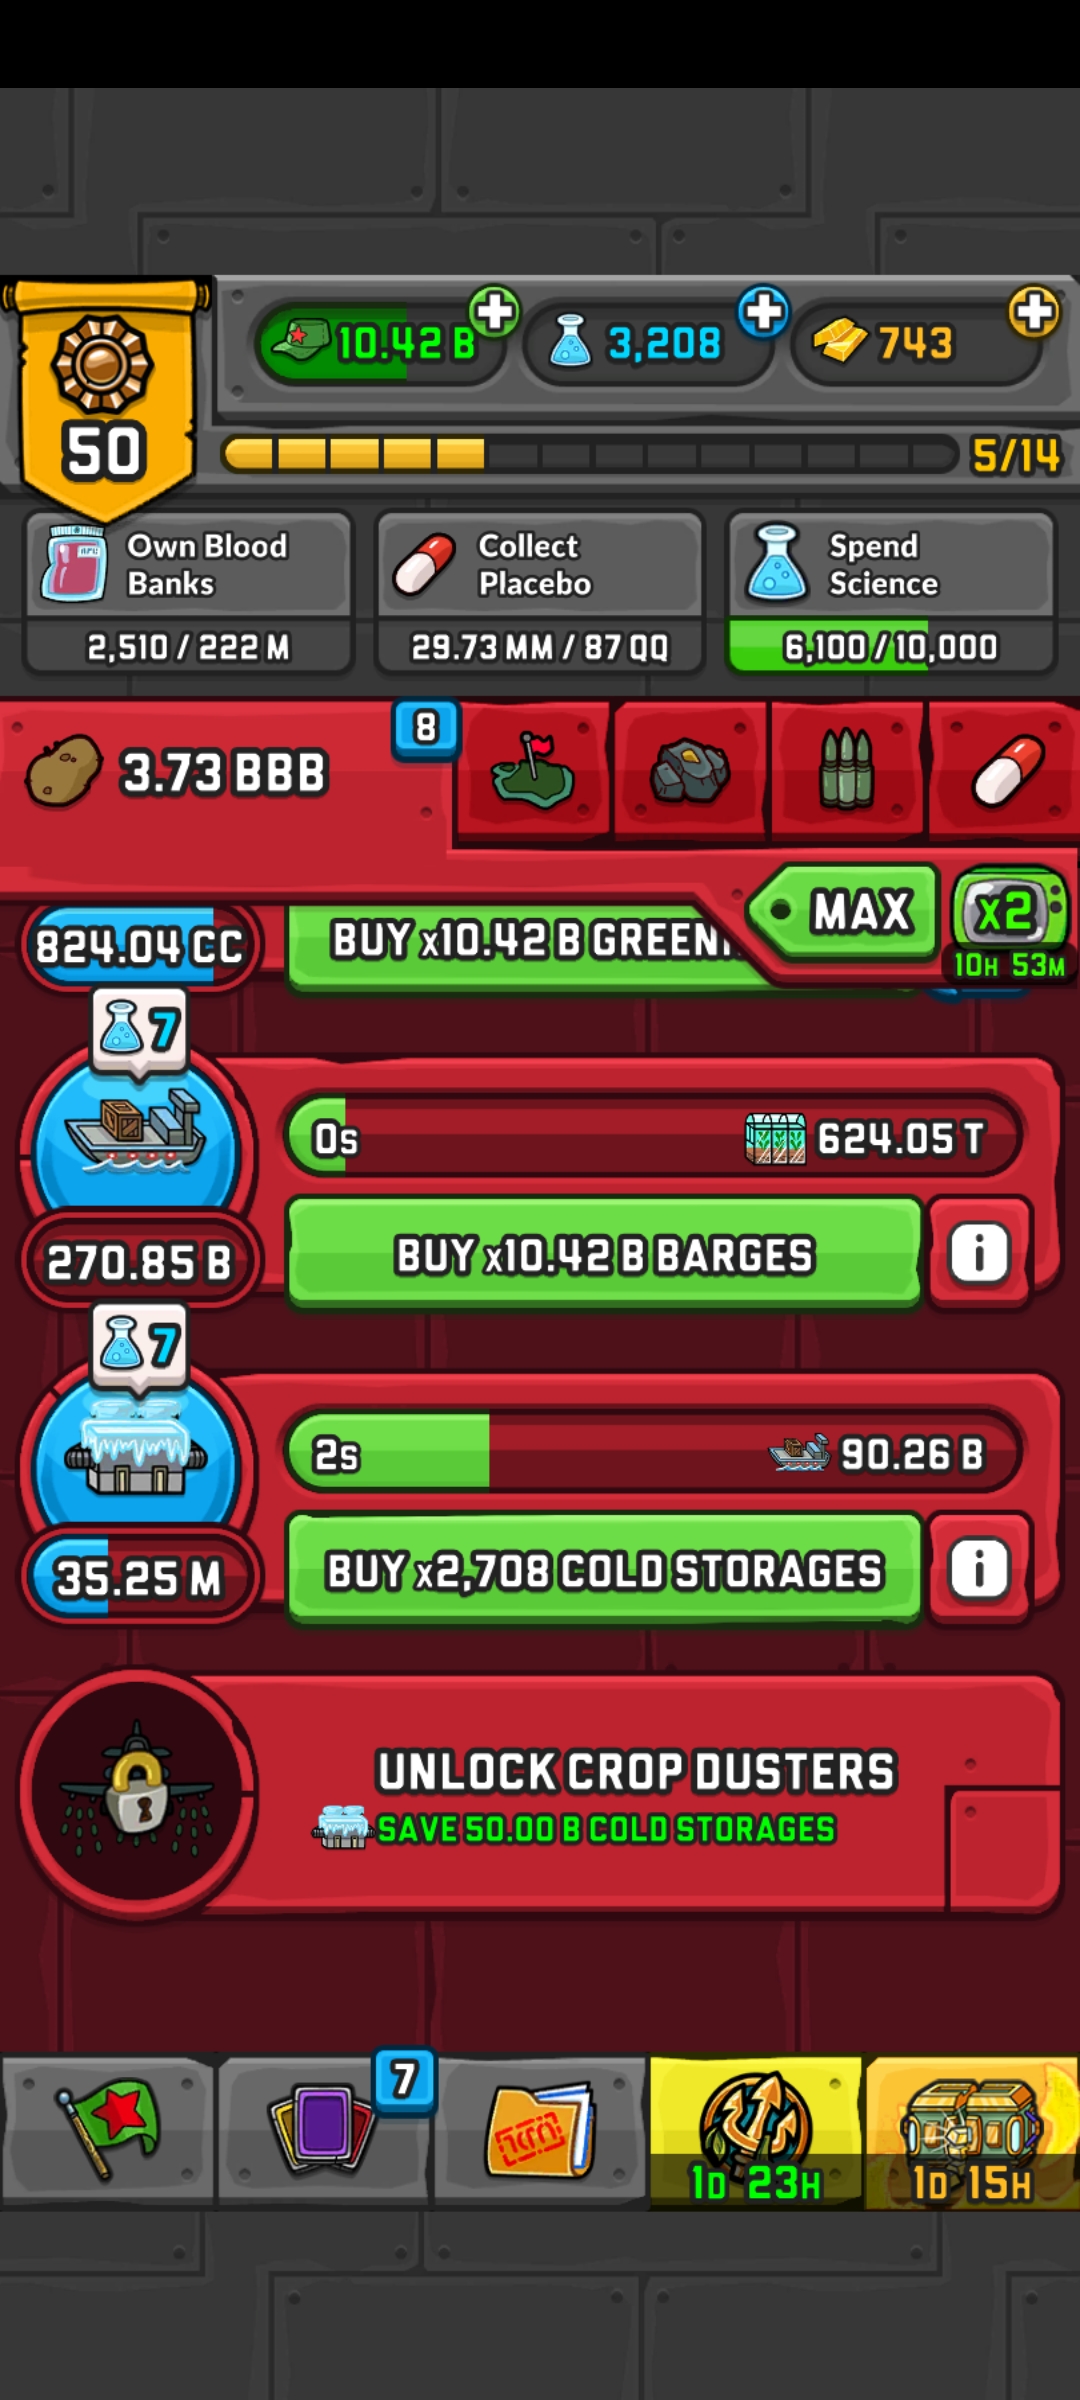 10.42 B
3,208
743
50
5/14
Own Blood
Banks
2,510 / 222 M
Collect
Placebo
29.73 MM / 87 QQ
Spend
Science
6,100 / 10,000
3.73 BBB
8
MAX
x2
10H 53M
824.04 CC
BUY x10.42 B
7
0s
624.05 T
270.85 B
BUY x10.42 B BARGES
i
7
2s
90.26 B
35.25 M
BUY x2,708 COLD STORAGES
i
UNLOCK CROP DUSTERS
SAVE 50.00 B COLD STORAGES
7
1D 23H
1D 15H